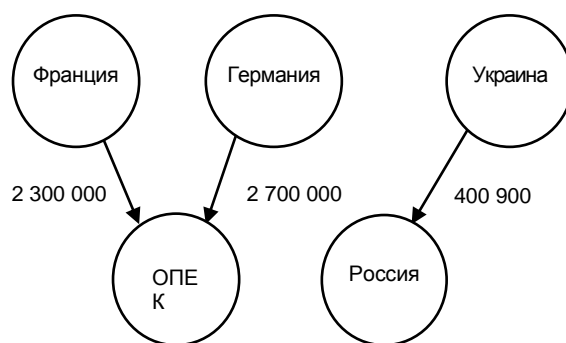 Франция
Германия
Украина
2 300 000
2 700 000
400 900
ОПЕ
К
Россия